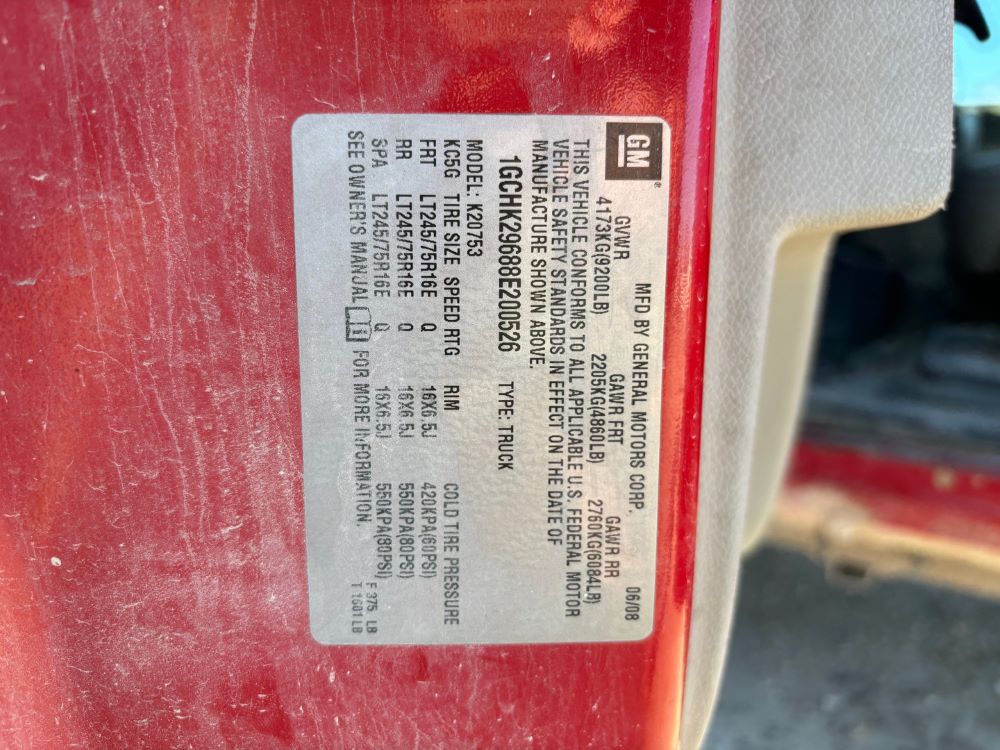 GM®
MFD BY GENERAL MOTORS CORP. 06/08
GVWR GAWR FRT GAWR RR
4173KG(9200LB) 2205KG(4860LB) 2760KG(6084LB)
THIS VEHICLE CONFORMS TO ALL APPLICABLE U.S. FEDERAL MOTOR
VEHICLE SAFETY STANDARDS IN EFFECT ON THE DATE OF
MANUFACTURE SHOWN ABOVE.
1GCHK29688E200526 TYPE: TRUCK
MODEL: K20753
KC5G TIRE SIZE SPEED RTG RIM COLD TIRE PRESSURE
FRT LT245/75R16E Q 16X6.5J 420KPA(60PSI)
RR LT245/75R16E Q 16X6.5J 550KPA(80PSI)
SPA LT245/75R16E Q 16X6.5J 550KPA(80PSI)
SEE OWNER'S MANUAL FOR MORE INFORMATION.
F 375 LB
T 1601 LB